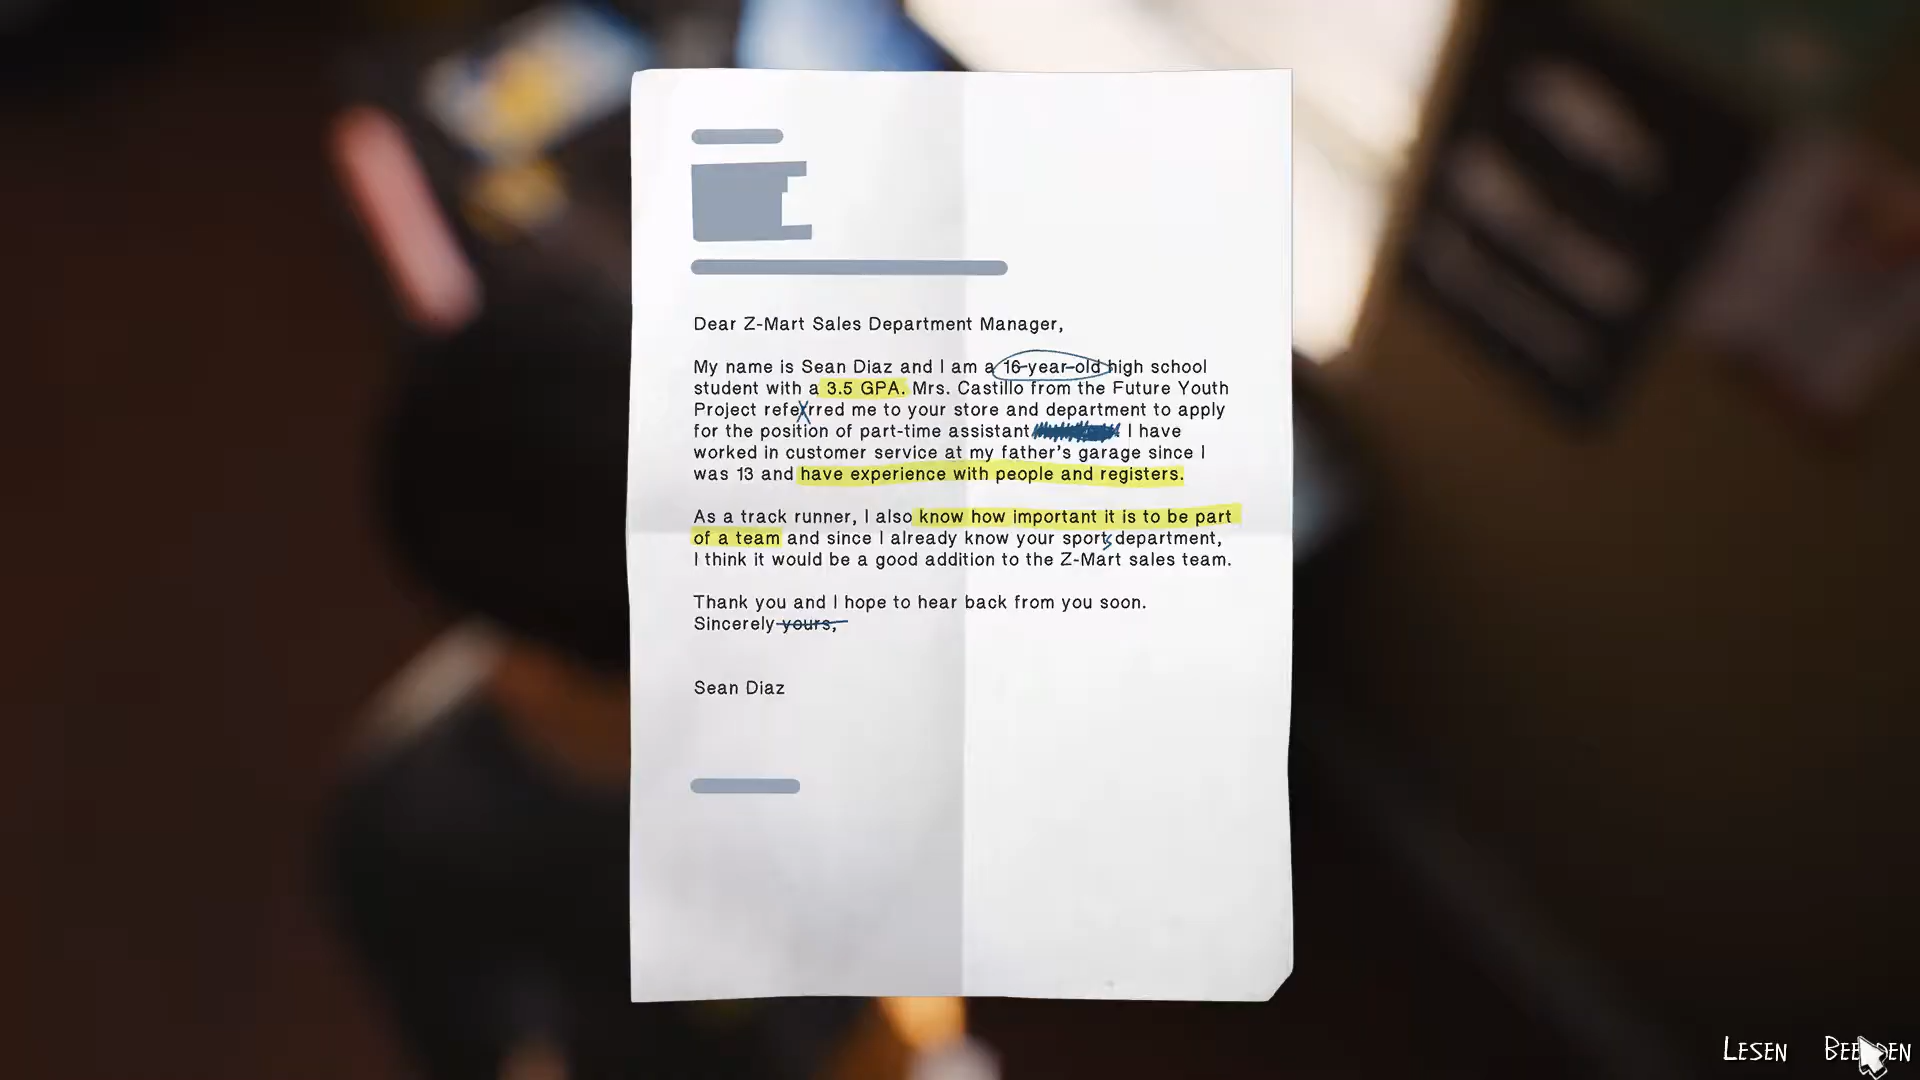 Dear Z-Mart Sales Department Manager,
My name is Sean Diaz and I am a 16-year-old high school
student with a 3.5 GPA. Mrs. Castillo from the Future Youth
Project referrred me to your store and department to apply
for the position of part-time assistant I have
worked in customer service at my father's garage since I
was 13 and have experience with people and registers.
As a track runner, I also know how important it is to be part
of a team and since I already know your sports department,
I think it would be a good addition to the Z-Mart sales team.
Thank you and I hope to hear back from you soon.
Sincerely yours,
Sean Diaz
LESEN BEENDEN